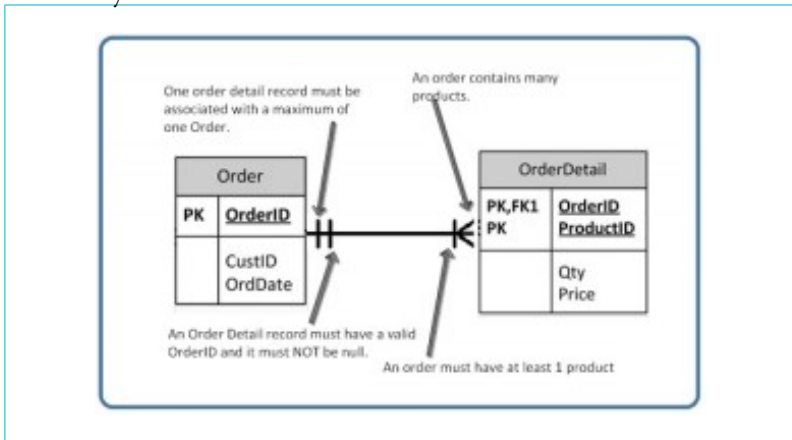 One order detail record must be
associated with a maximum of
one Order.
An order contains many
products.
Order
PK OrderID
CustID
OrdDate
OrderDetail
PK,FK1 OrderID
PK ProductID
Qty
Price
An Order Detail record must have a valid
OrderID and it must NOT be null.
An order must have at least 1 product